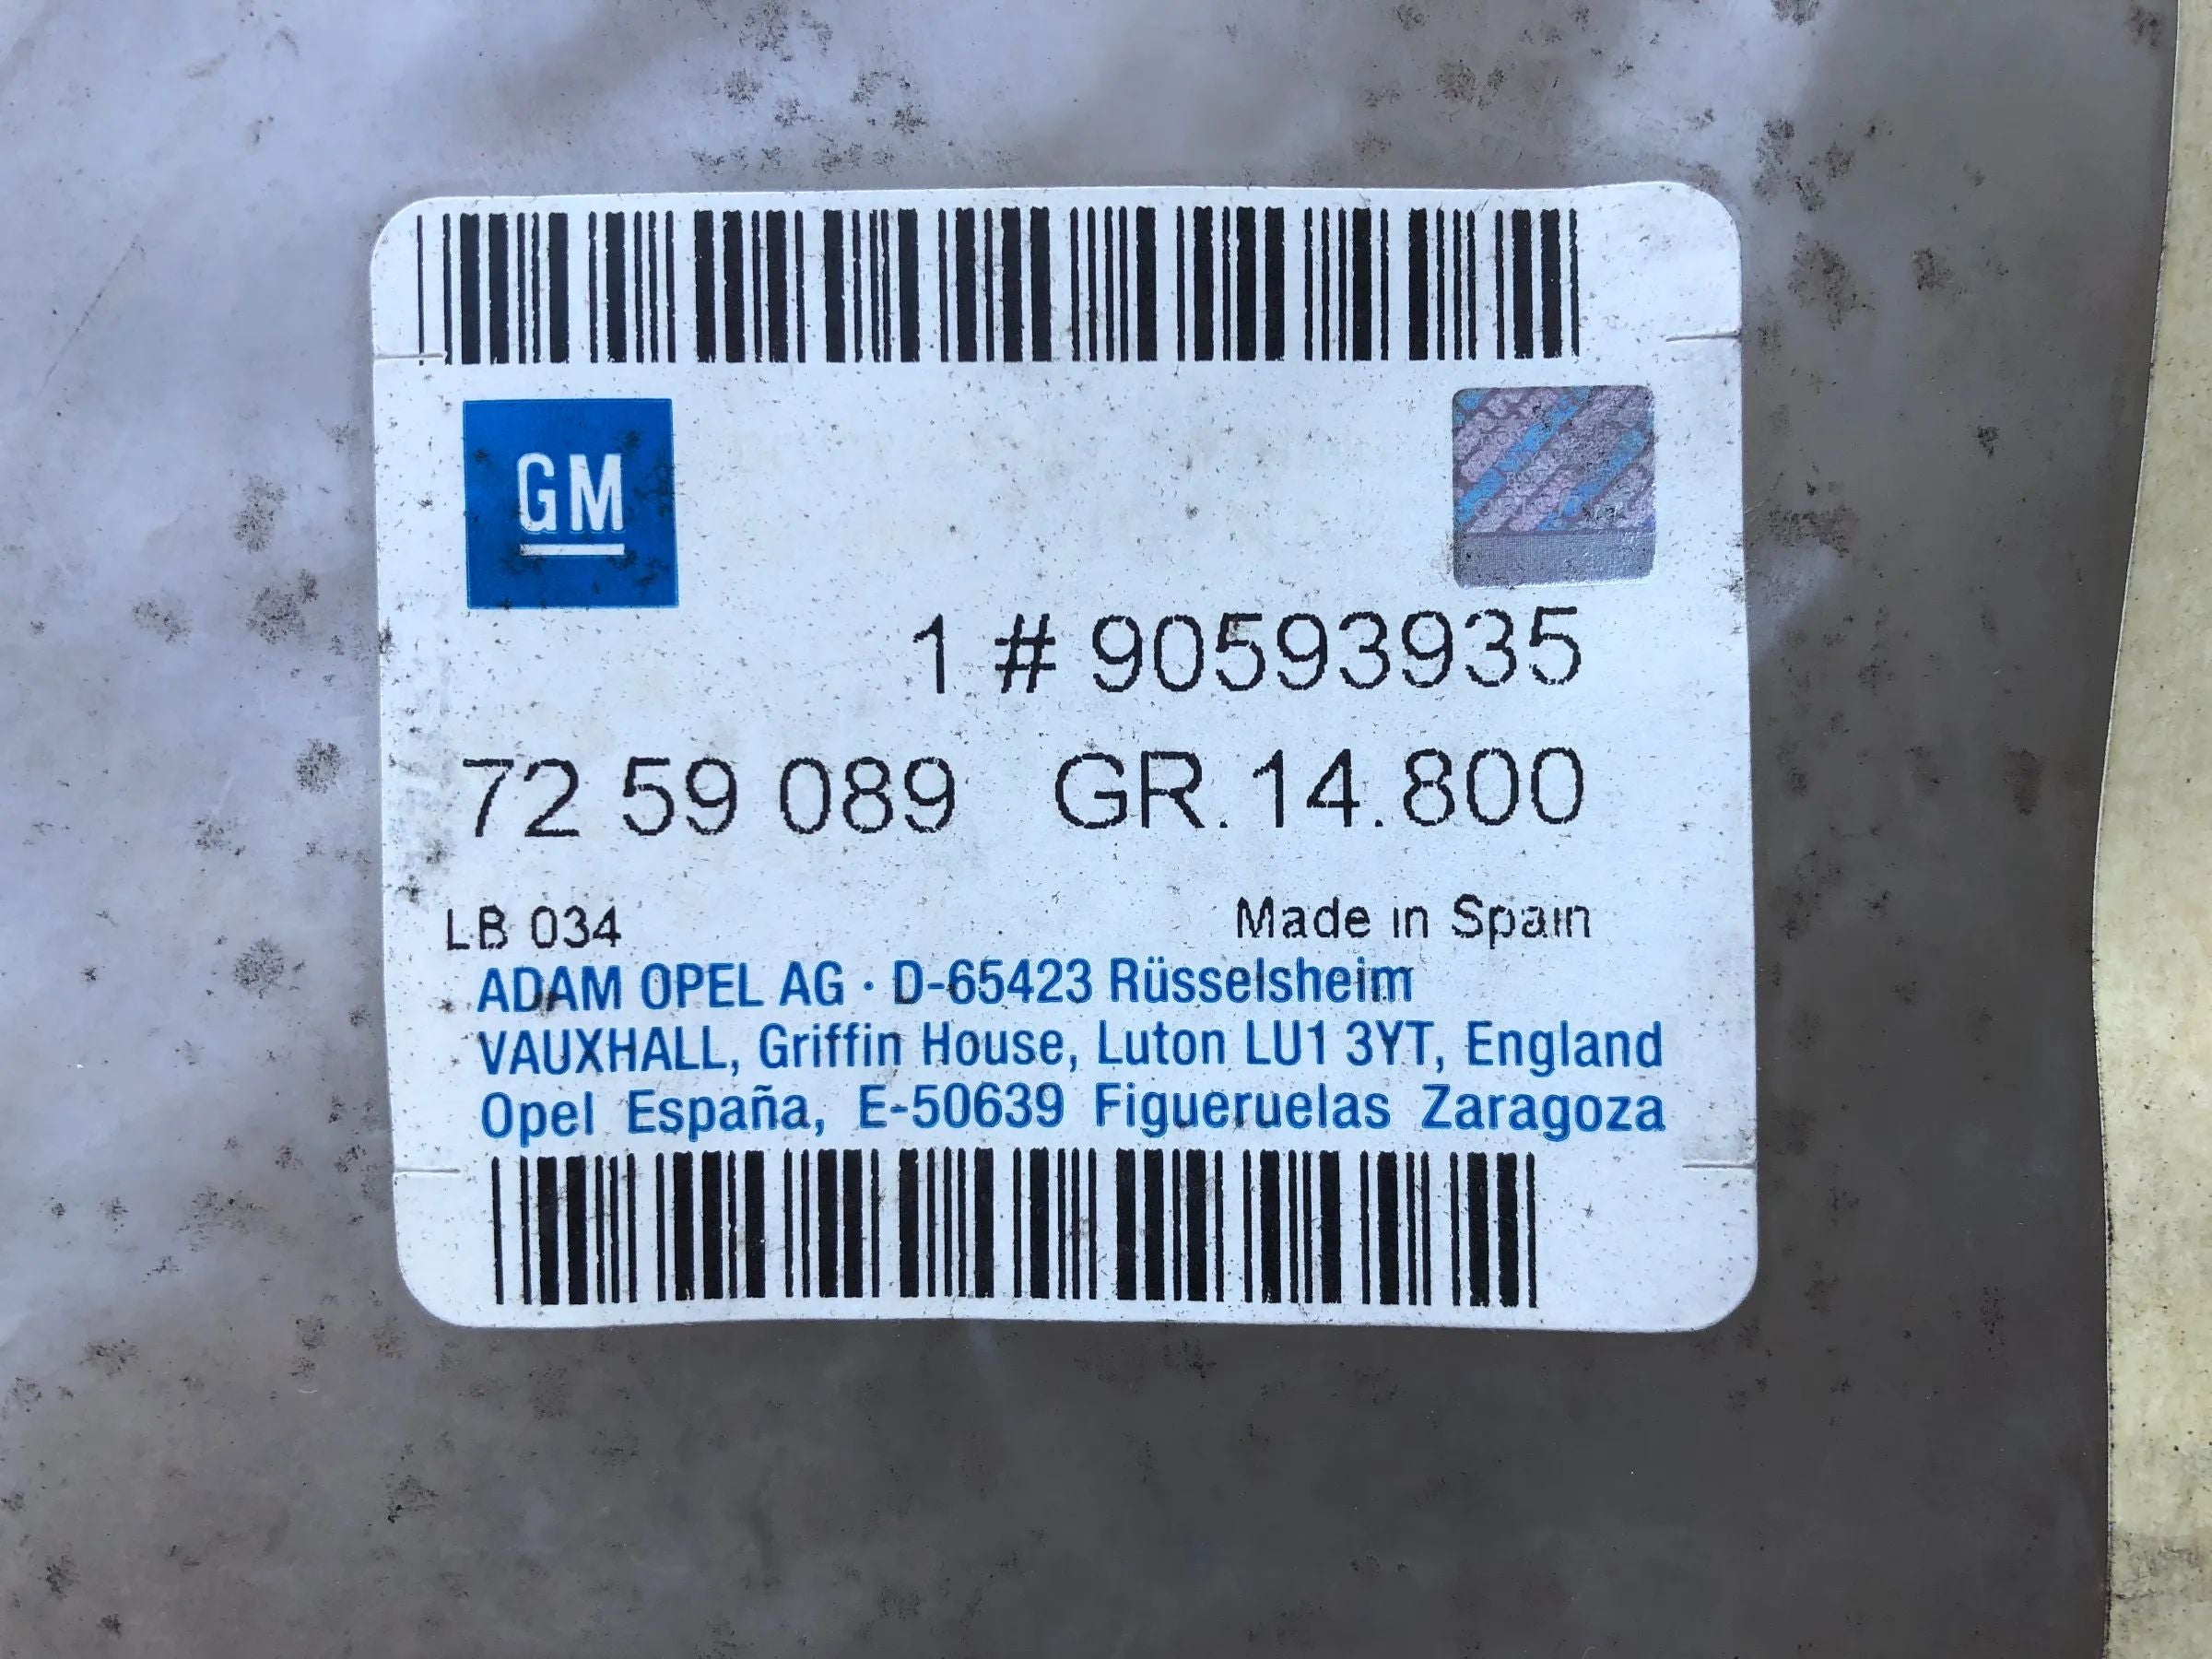 GM
1 # 90593935
72 59 089 GR. 14.800
LB 034 Made in Spain
ADAM OPEL AG · D-65423 Rüsselsheim
VAUXHALL, Griffin House, Luton LU1 3YT, England
Opel España, E-50639 Figueruelas Zaragoza